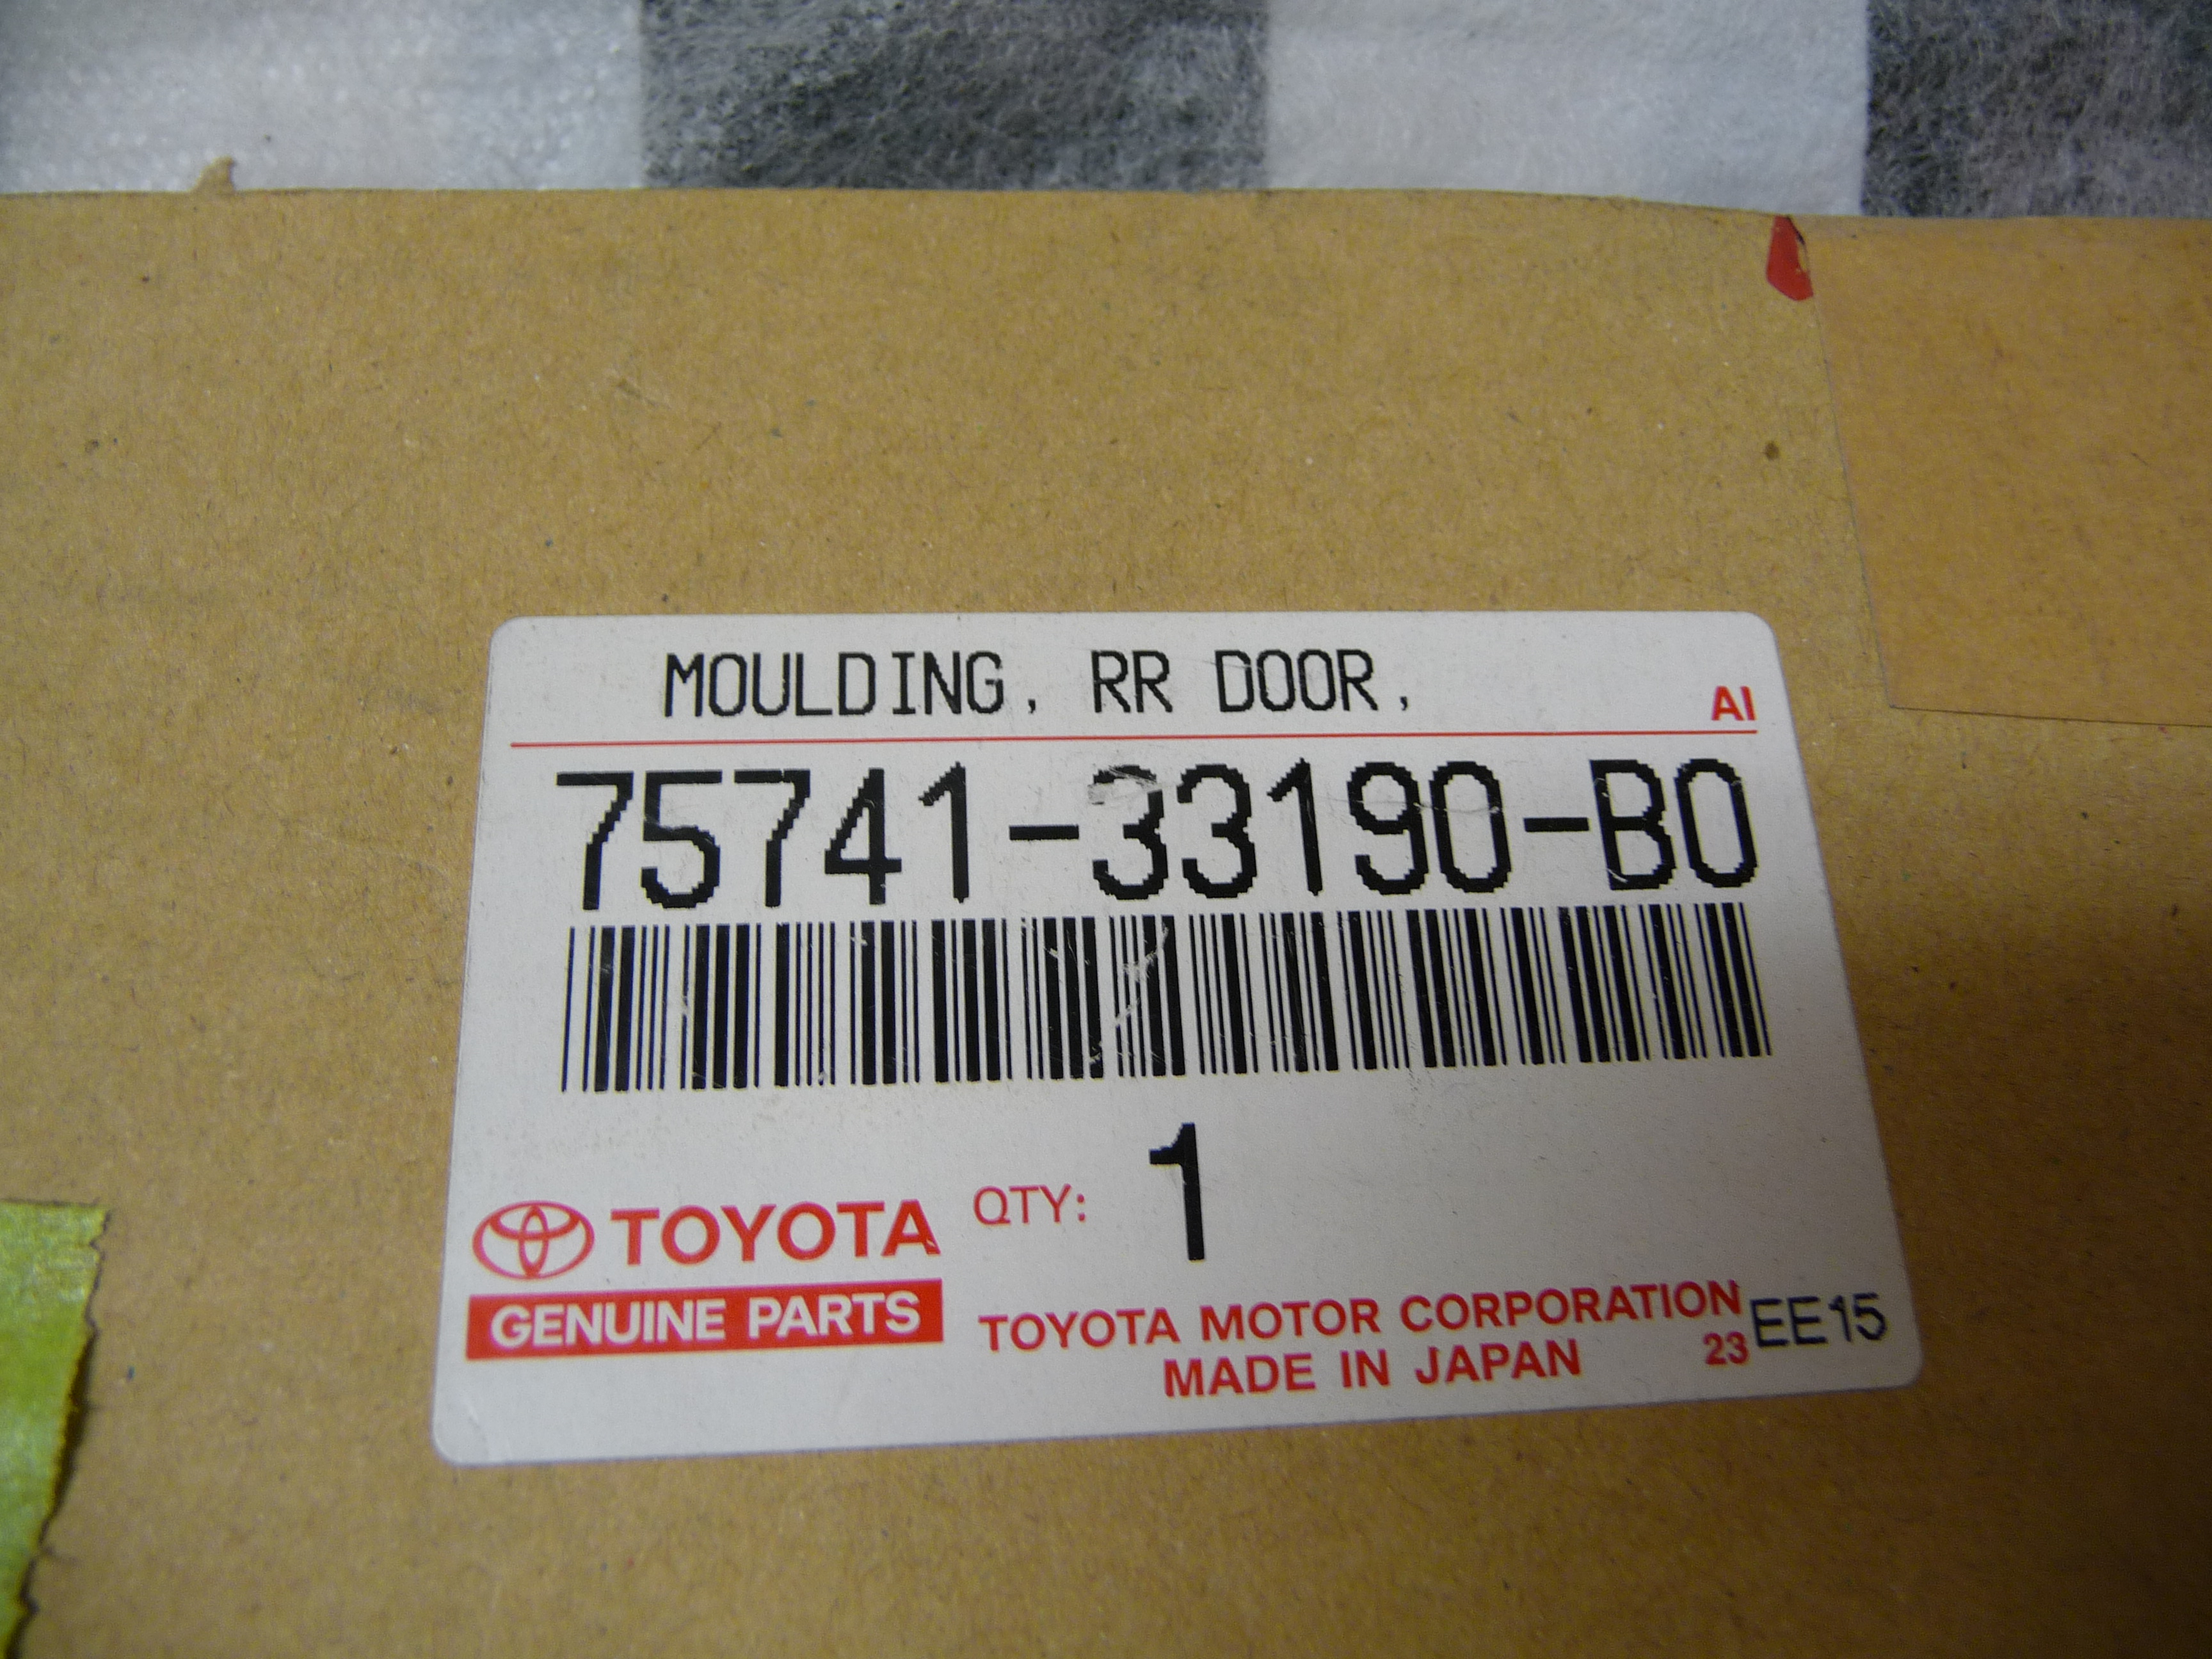 MOULDING, RR DOOR,
AI
75741-33190-B0
QTY: 1
TOYOTA
GENUINE PARTS
TOYOTA MOTOR CORPORATION
MADE IN JAPAN
23 EE15